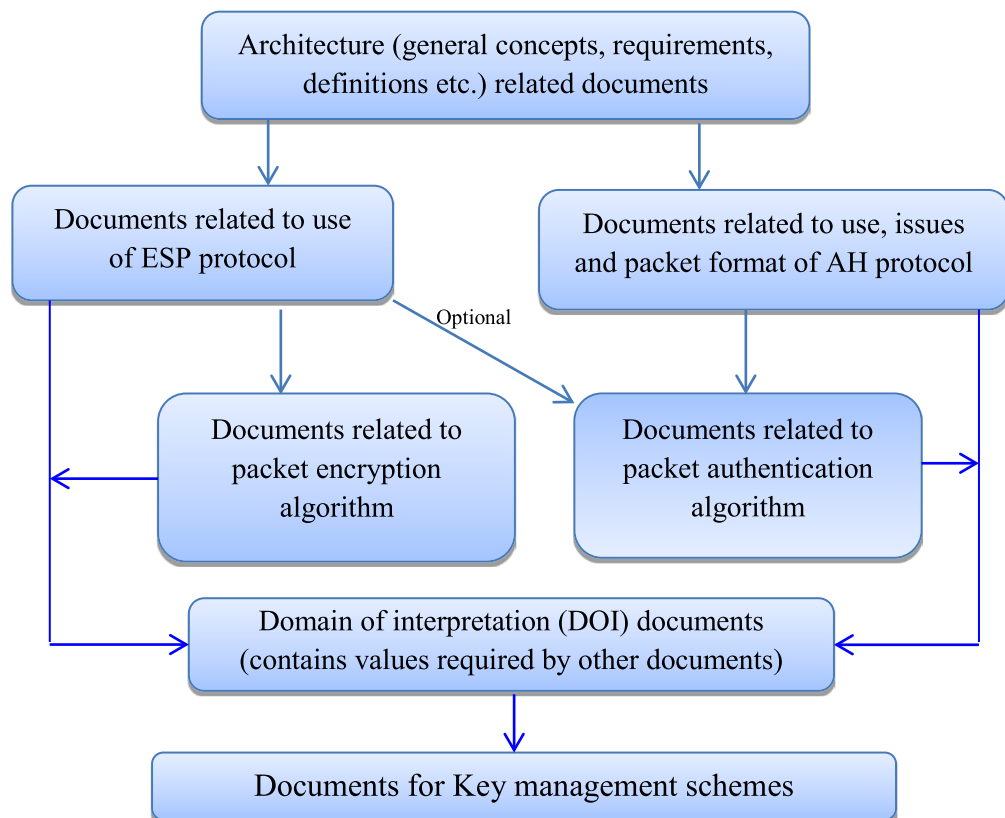 Architecture (general concepts, requirements,
definitions etc.) related documents
Documents related to use
of ESP protocol
Documents related to use, issues
and packet format of AH protocol
Optional
Documents related to
packet encryption
algorithm
Documents related to
packet authentication
algorithm
Domain of interpretation (DOI) documents
(contains values required by other documents)
Documents for Key management schemes